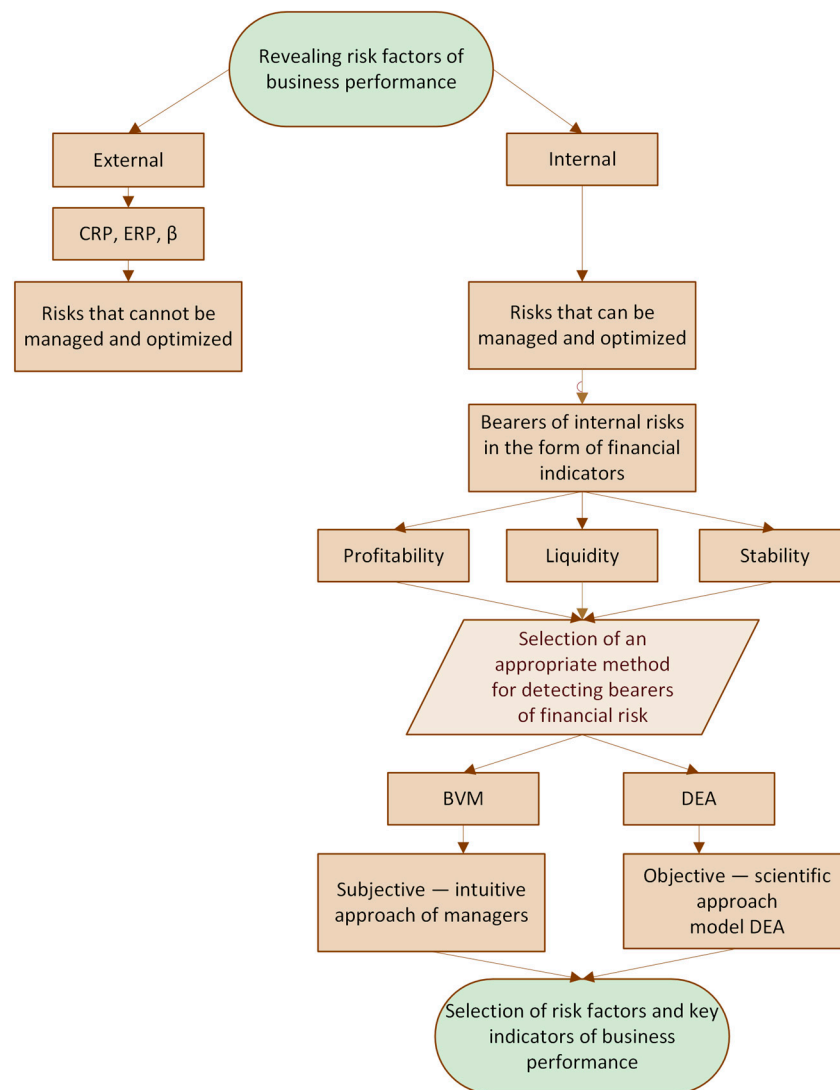 Revealing risk factors of
business performance
External
Internal
CRP, ERP, β
Risks that cannot be
managed and optimized
Risks that can be
managed and optimized
Bearers of internal risks
in the form of financial
indicators
Profitability
Liquidity
Stability
Selection of an
appropriate method
for detecting bearers
of financial risk
BVM
DEA
Subjective — intuitive
approach of managers
Objective — scientific
approach
model DEA
Selection of risk factors and key
indicators of business
performance